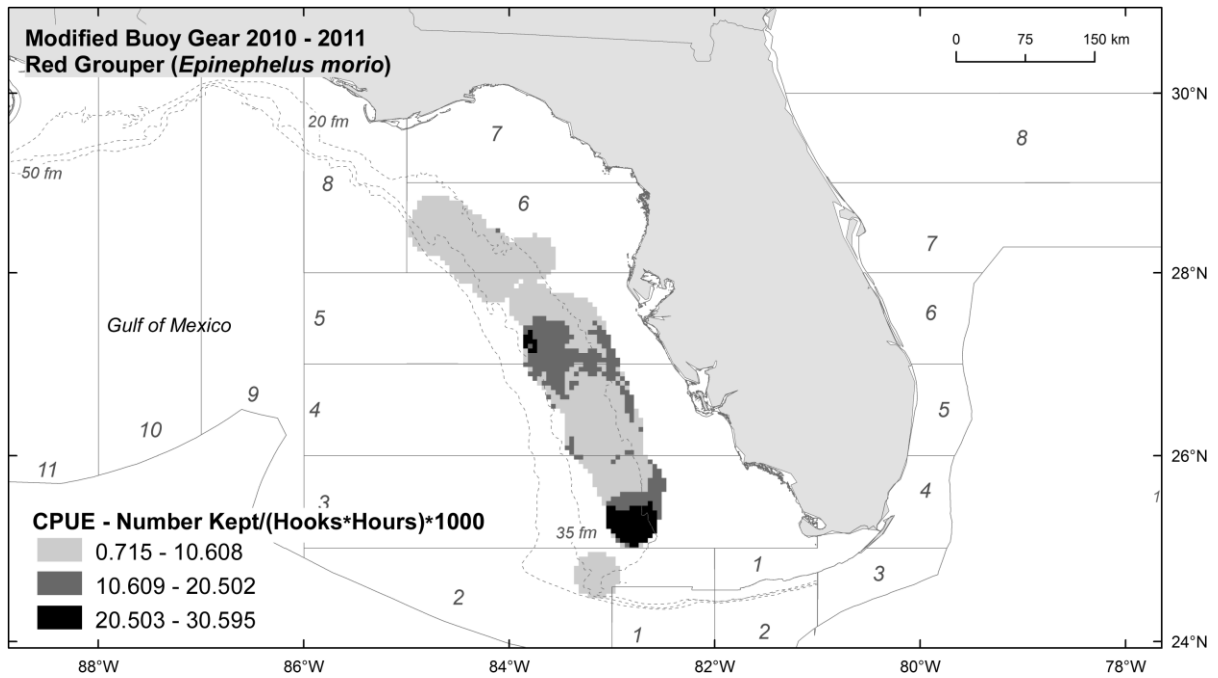 Modified Buoy Gear 2010 - 2011
Red Grouper (Epinephelus morio)
0 75 150 km
30°N
20 fm
7
8
50 fm
8
6
7
28°N
6
5
Gulf of Mexico
9
4
5
10
11
26°N
4
3
1
CPUE - Number Kept/(Hooks*Hours)*1000
35 fm
0.715 - 10.608
1
3
10.609 - 20.502
2
20.503 - 30.595
1
2
24°N
88°W 86°W 84°W 82°W 80°W 78°W